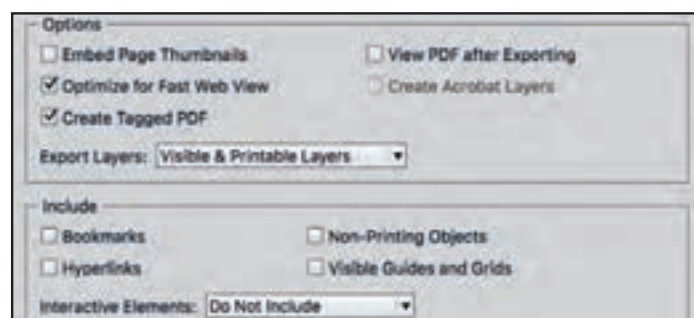 Options
Embed Page Thumbnails View PDF after Exporting
Optimize for Fast Web View Create Acrobat Layers
Create Tagged PDF
Export Layers: Visible & Printable Layers
Include
Bookmarks Non-Printing Objects
Hyperlinks Visible Guides and Grids
Interactive Elements: Do Not Include